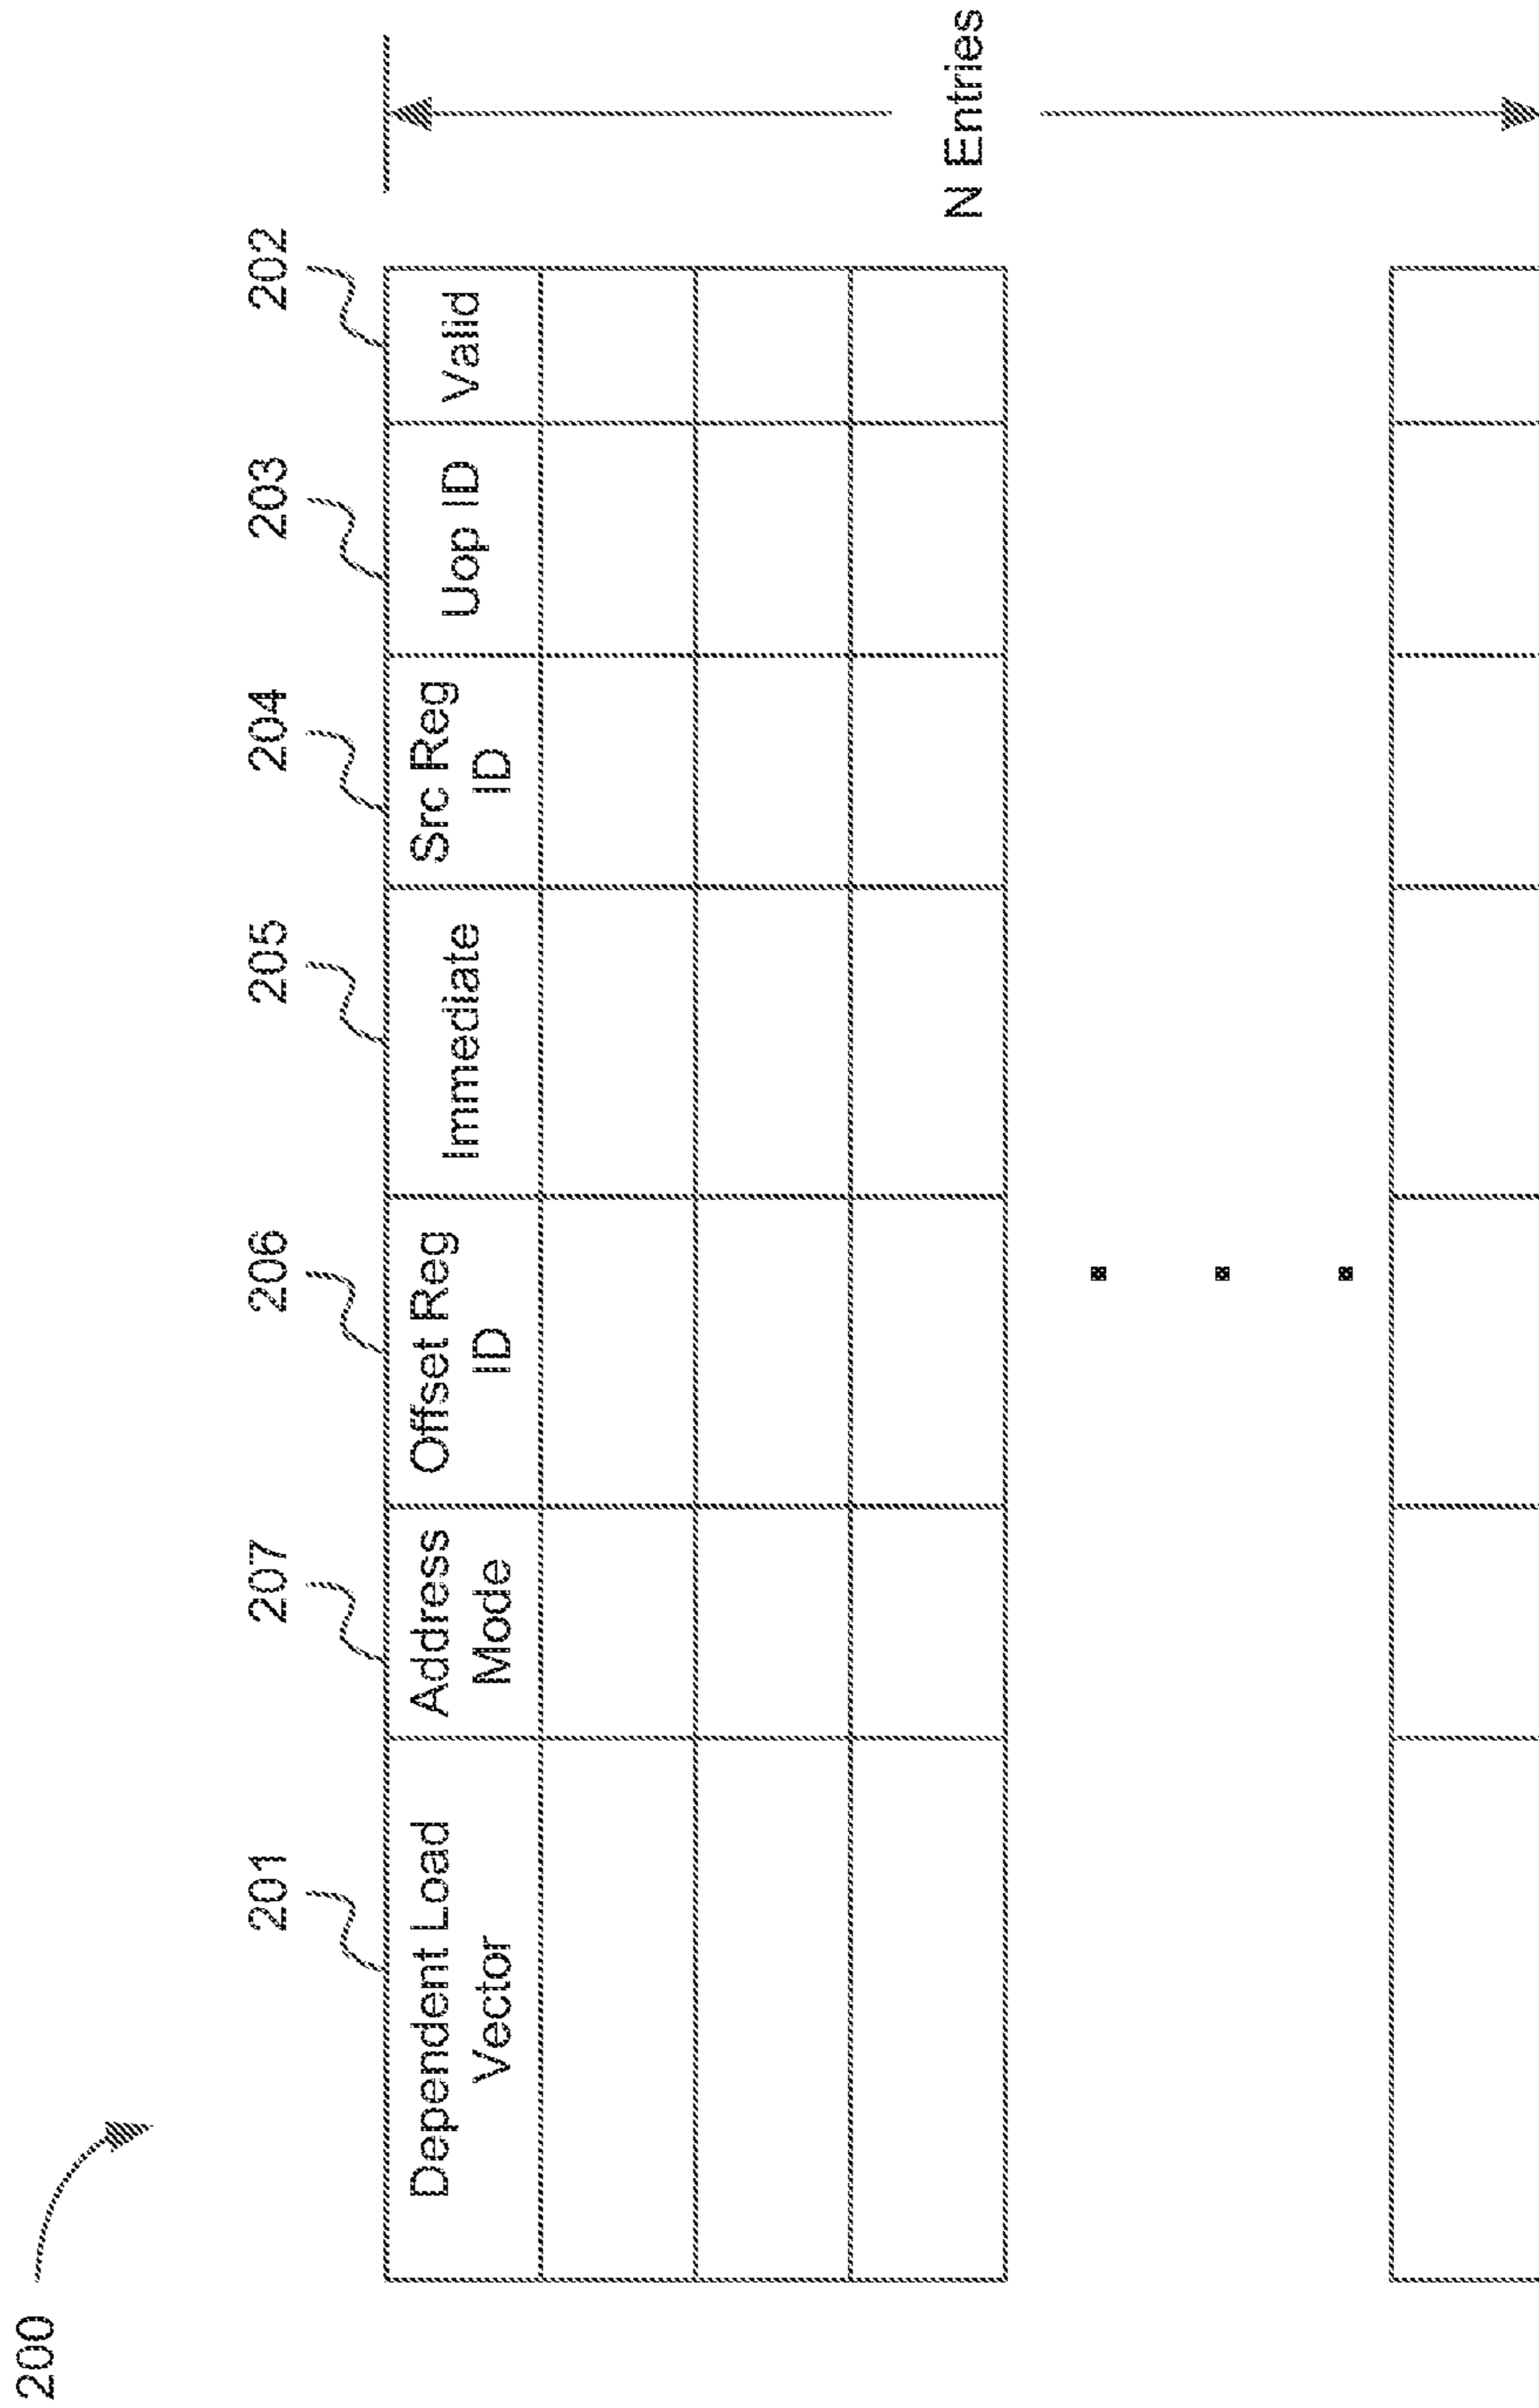 200
201
207
206
205
204
203
202
Dependent Load
Vector
Address
Mode
Offset Reg
ID
Immediate
Src Reg
ID
Uop ID
Valid
N Entries